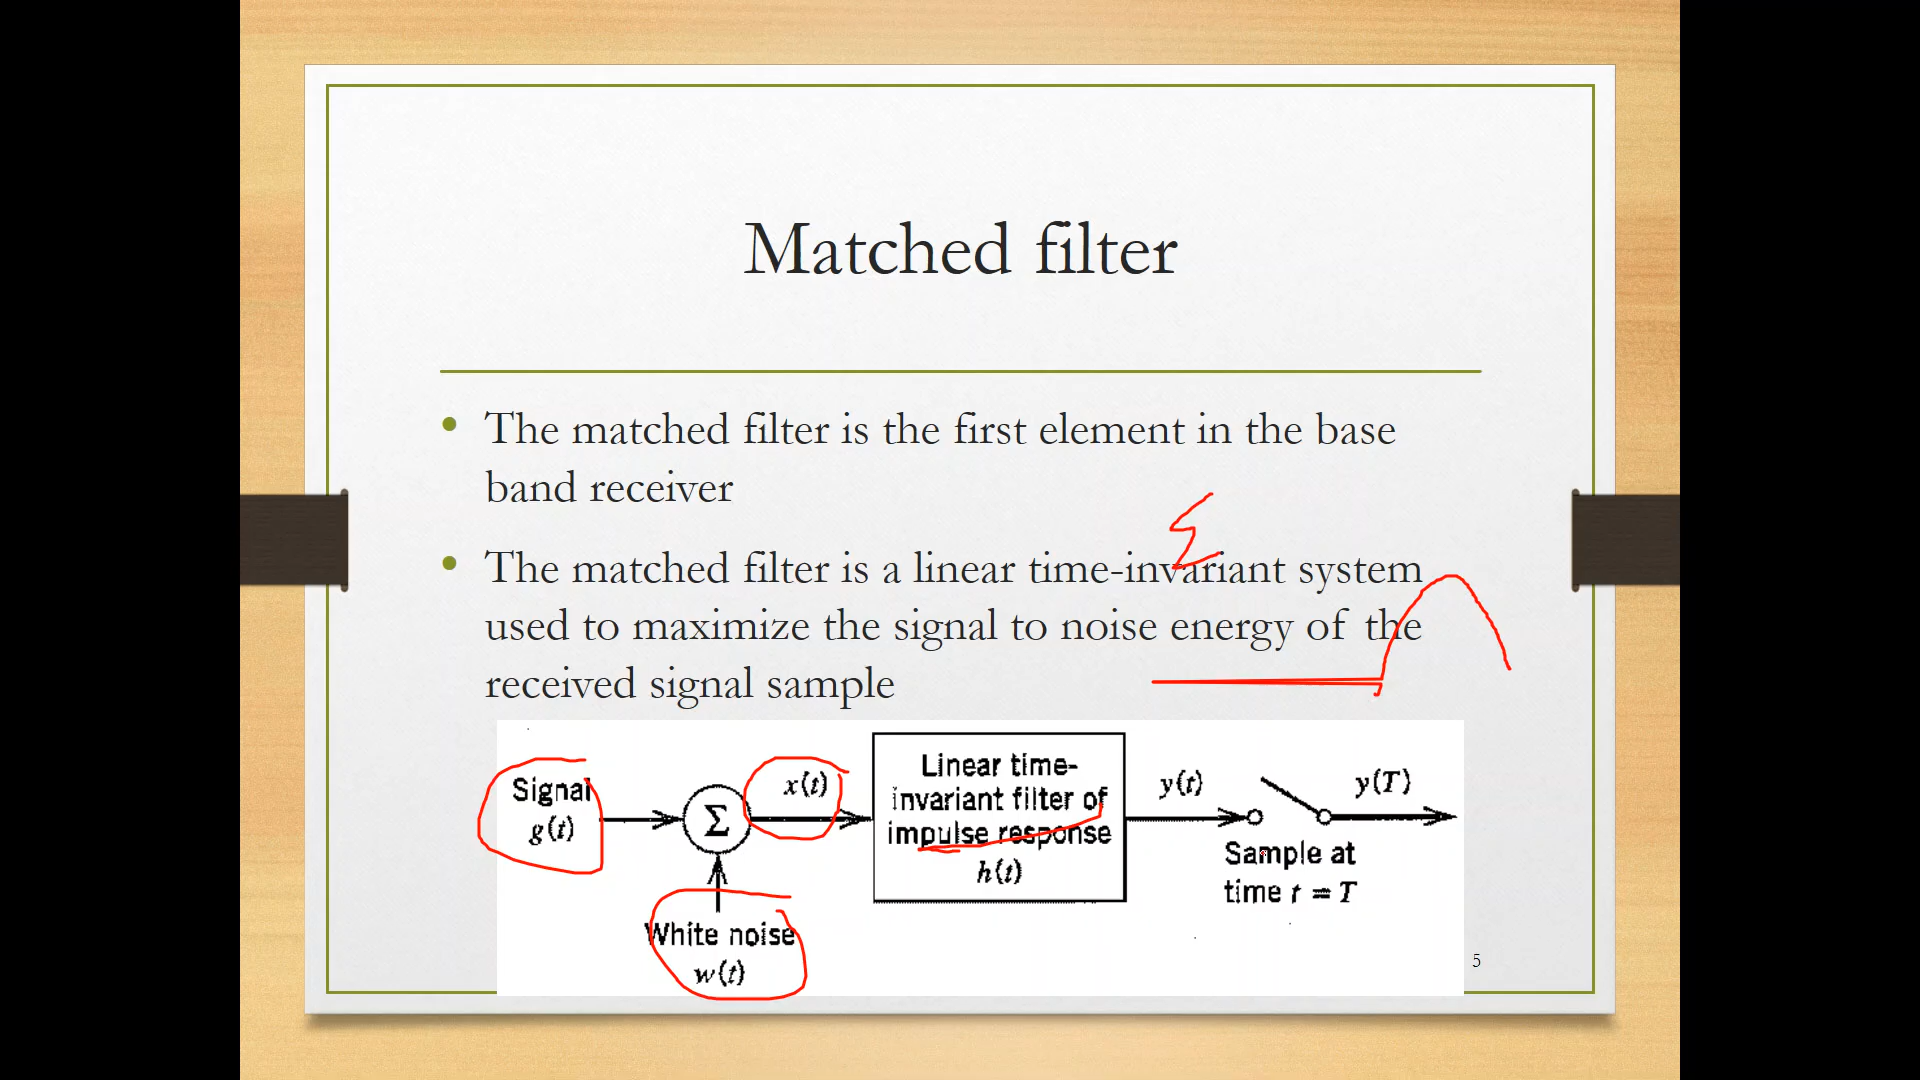 Matched filter
• The matched filter is the first element in the base
band receiver
• The matched filter is a linear time-invariant system
used to maximize the signal to noise energy of the
received signal sample
Signal
g(t)
Σ
x(t)
White noise
w(t)
Linear time-
invariant filter of
impulse response
h(t)
y(t)
y(T)
Sample at
time t = T
5